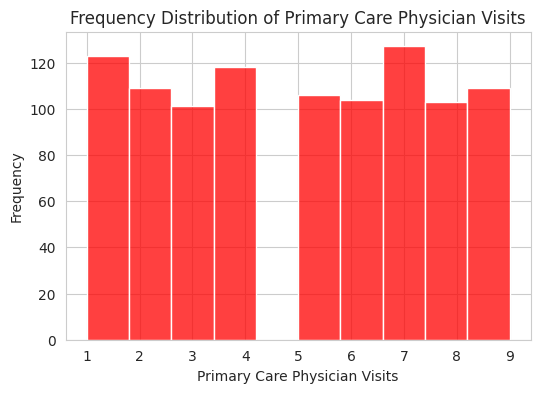 Frequency Distribution of Primary Care Physician Visits
120
100
80
60
40
20
0
Frequency
1 2 3 4 5 6 7 8 9
Primary Care Physician Visits